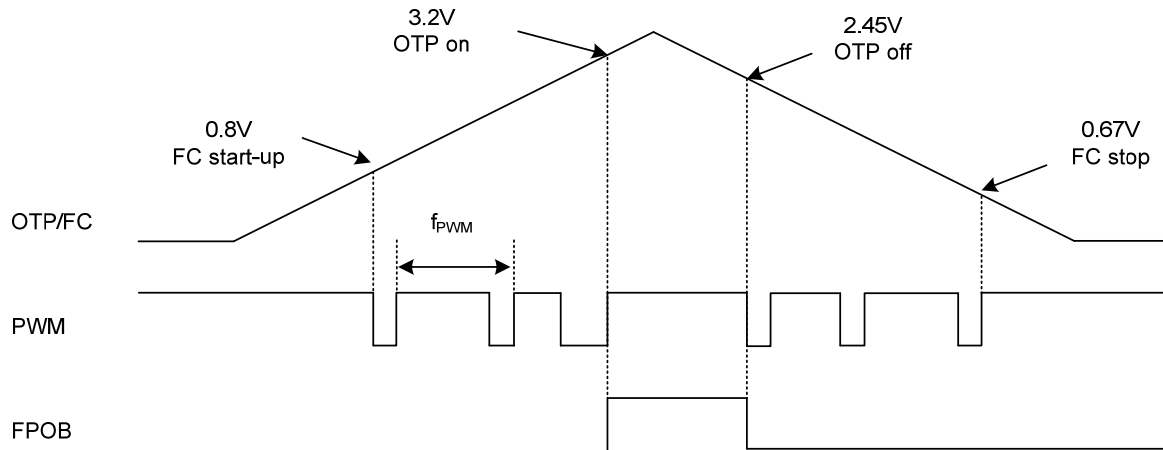 3.2V
OTP on
2.45V
OTP off
0.8V
FC start-up
0.67V
FC stop
OTP/FC
fPWM
PWM
FPOB